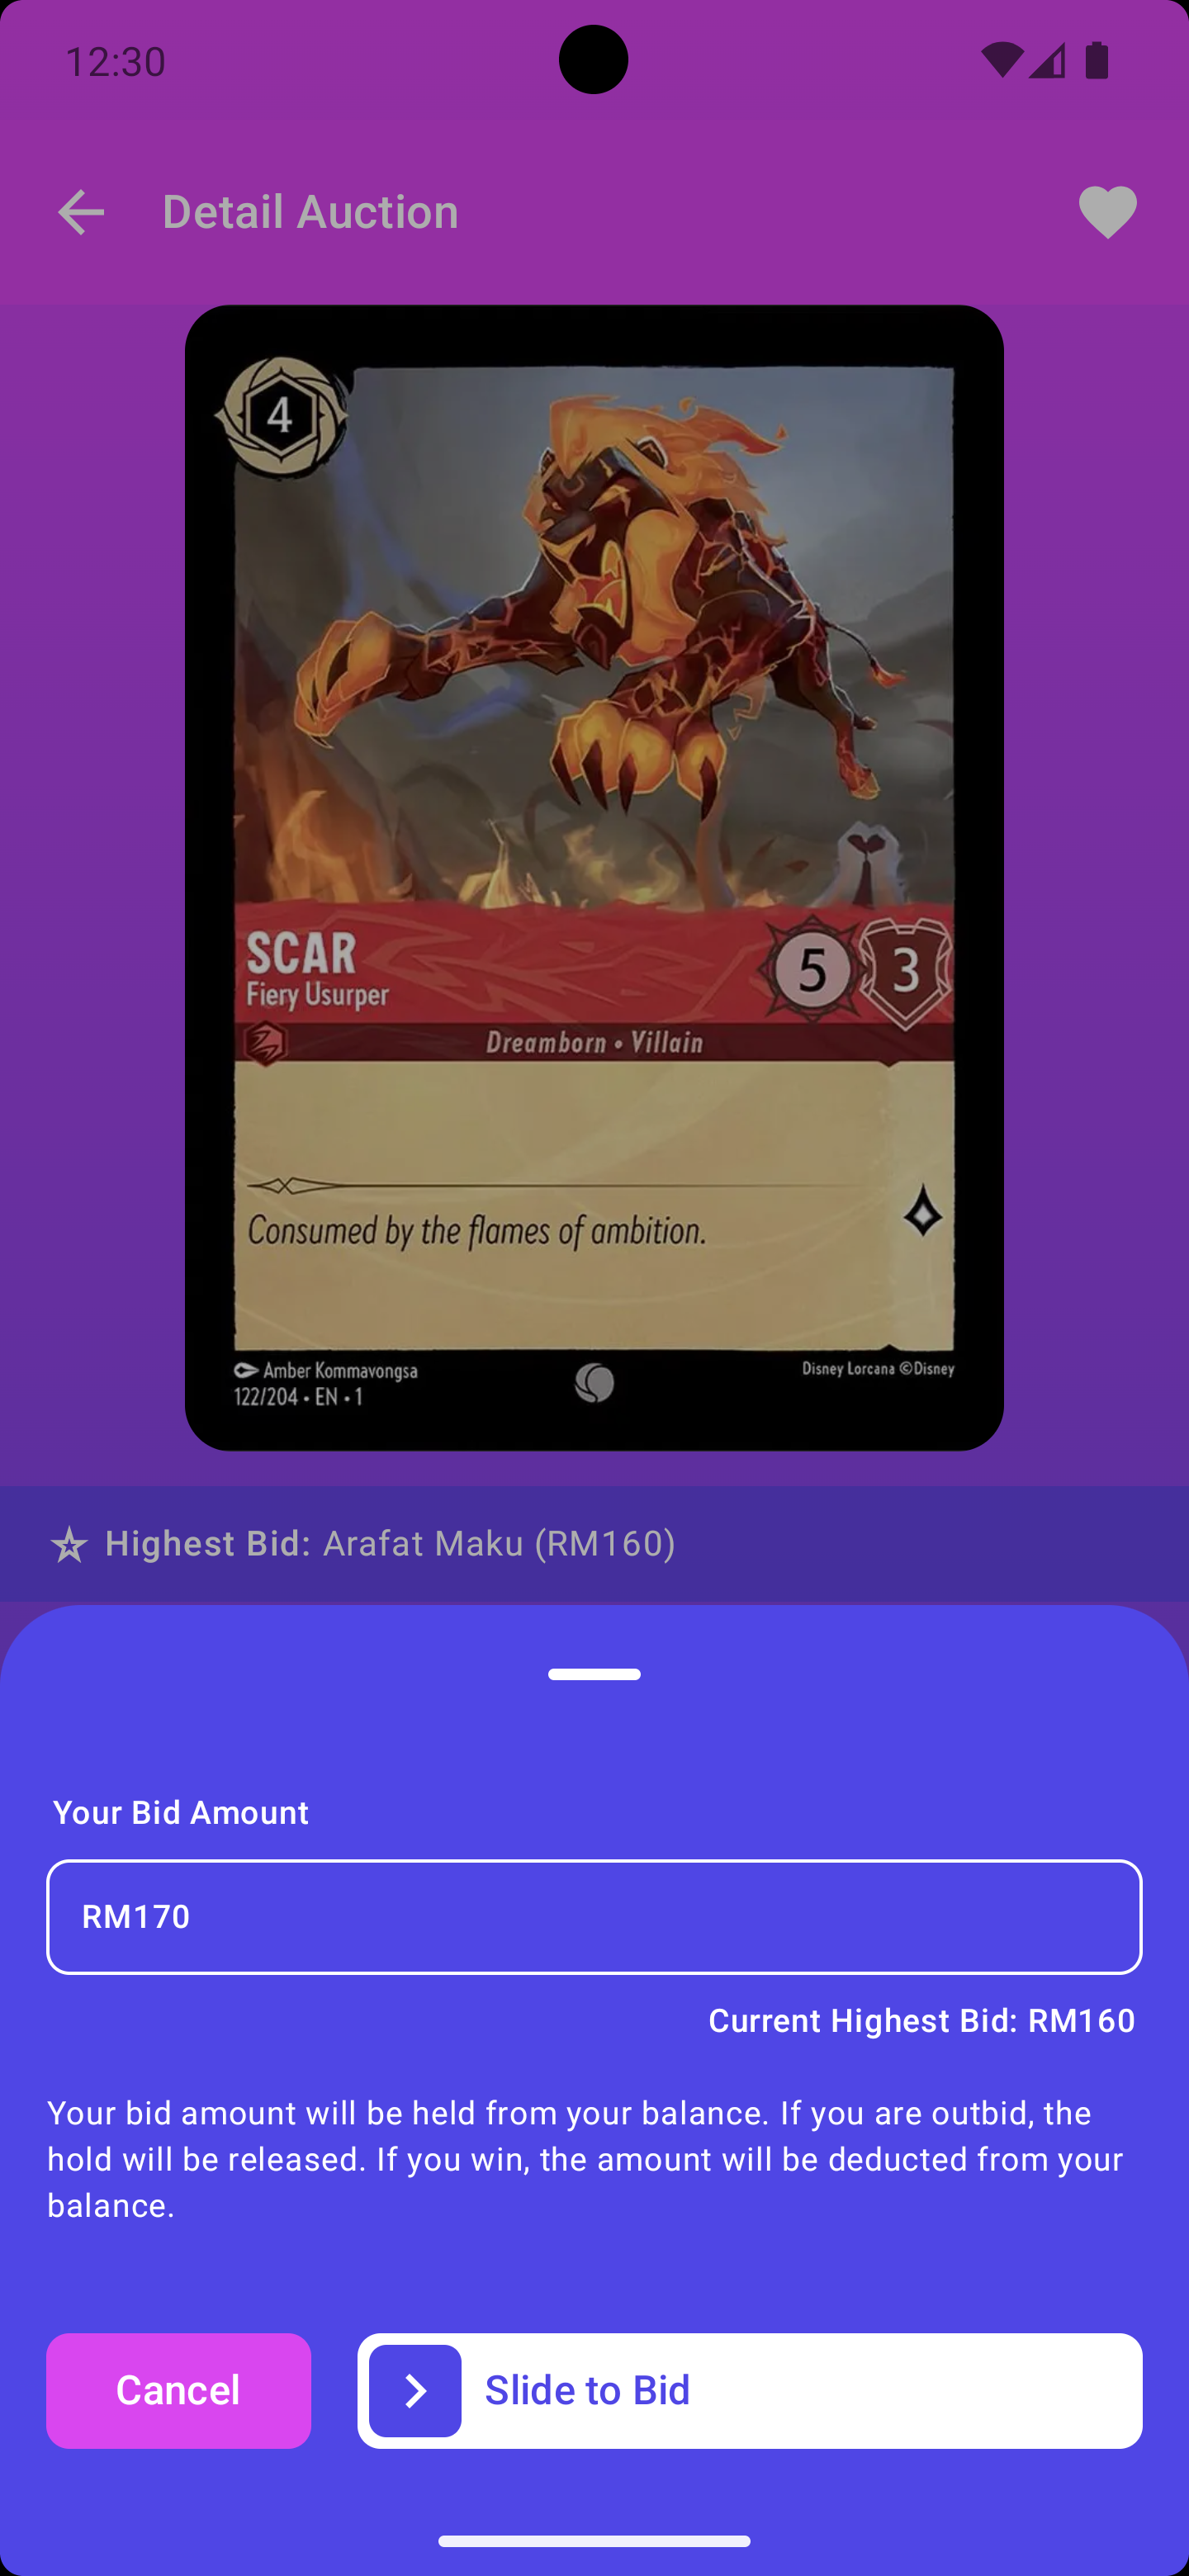 12:30
Detail Auction
4
SCAR
Fiery Usurper
5
3
Dreamborn • Villain
Consumed by the flames of ambition.
Amber Kommavongsa
122/204 • EN • 1
Disney Lorcana ©Disney
Highest Bid: Arafat Maku (RM160)
Your Bid Amount
RM170
Current Highest Bid: RM160
Your bid amount will be held from your balance. If you are outbid, the
hold will be released. If you win, the amount will be deducted from your
balance.
Cancel
Slide to Bid